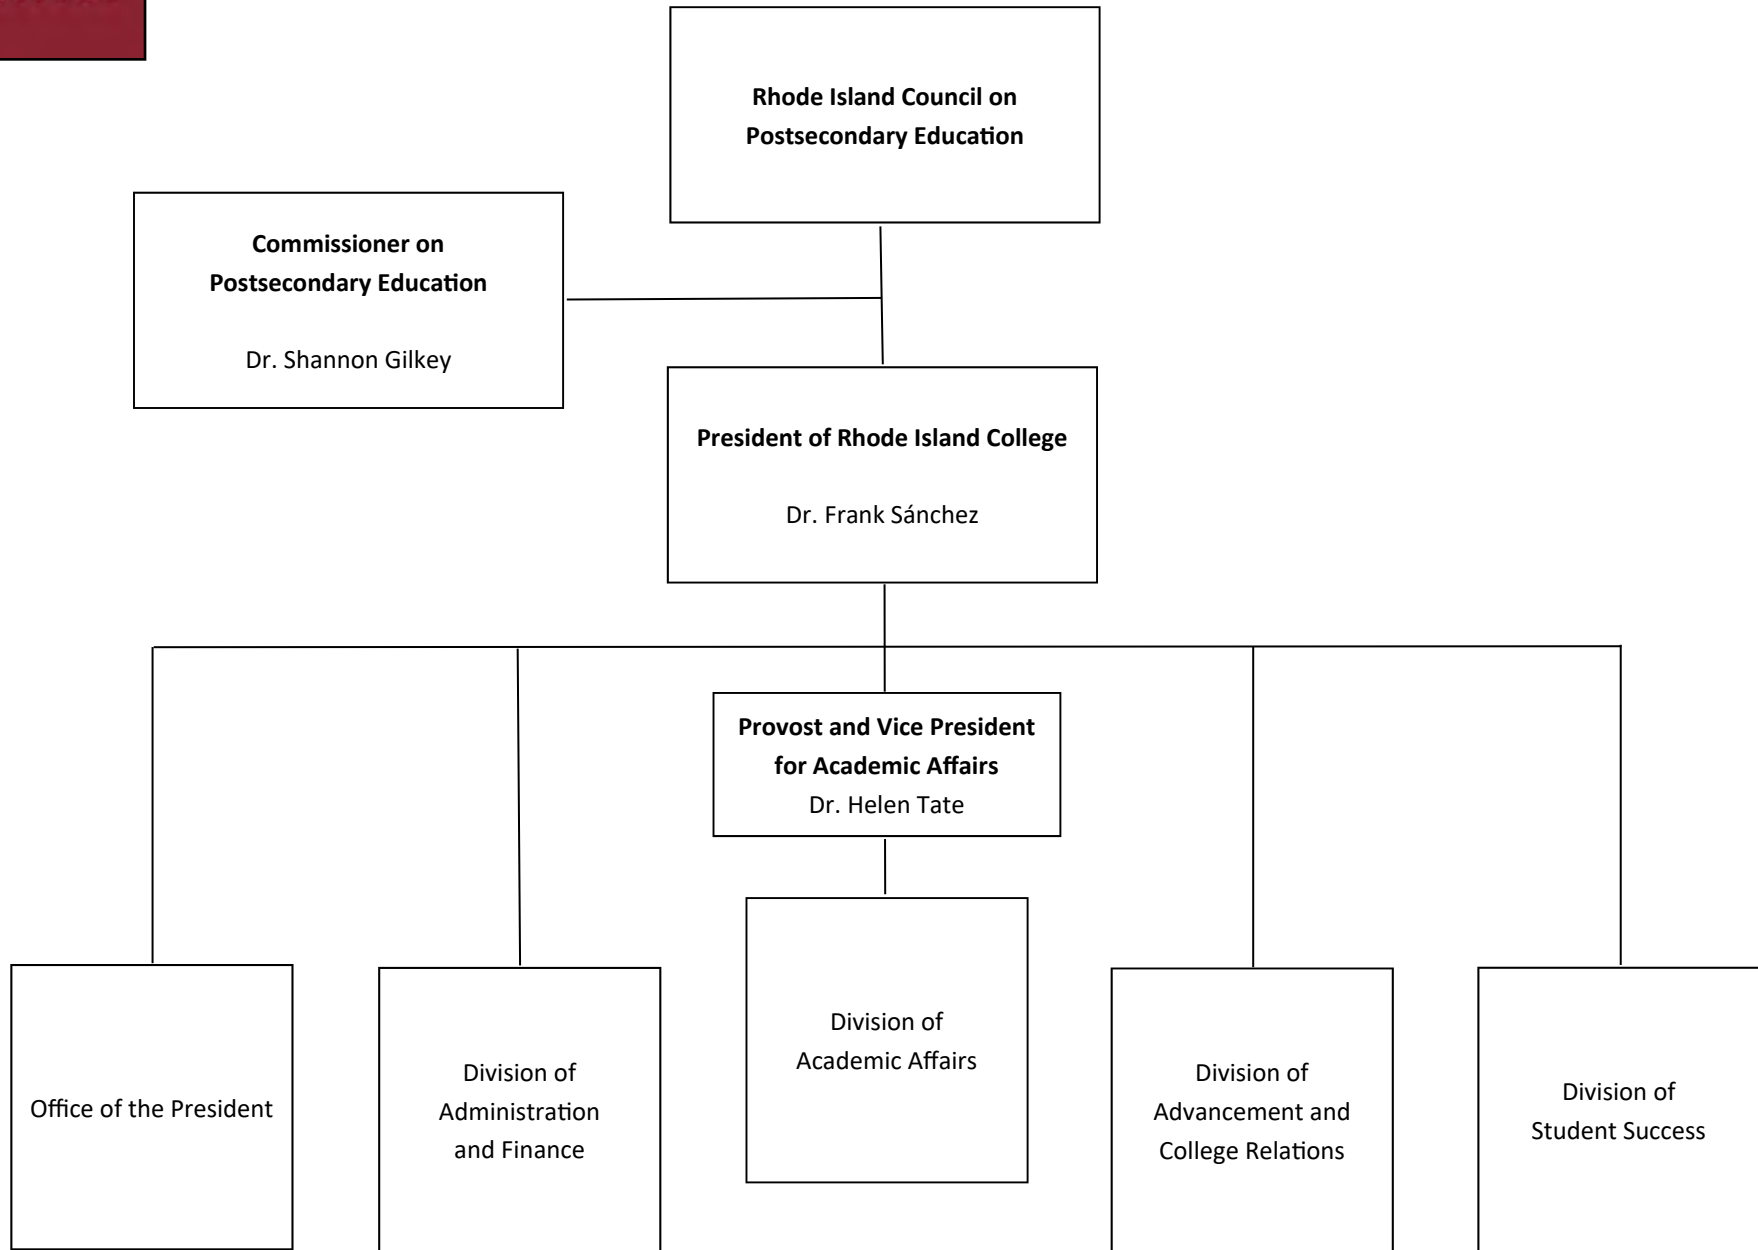 Rhode Island Council on
Postsecondary Education
Commissioner on
Postsecondary Education
Dr. Shannon Gilkey
President of Rhode Island College
Dr. Frank Sánchez
Provost and Vice President
for Academic Affairs
Dr. Helen Tate
Office of the President
Division of
Administration
and Finance
Division of
Academic Affairs
Division of
Advancement and
College Relations
Division of
Student Success